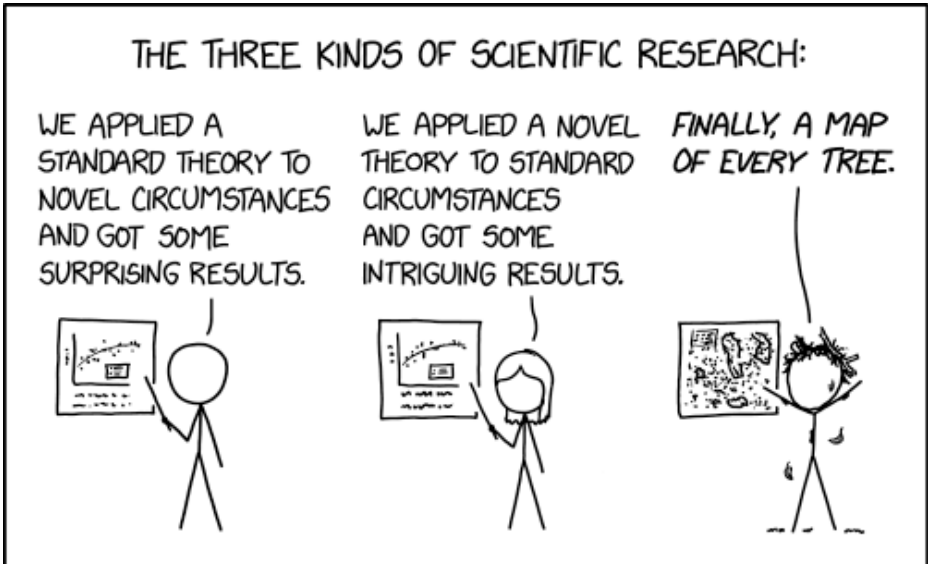 THE THREE KINDS OF SCIENTIFIC RESEARCH:
WE APPLIED A
STANDARD THEORY TO
NOVEL CIRCUMSTANCES
AND GOT SOME
SURPRISING RESULTS.
WE APPLIED A NOVEL
THEORY TO STANDARD
CIRCUMSTANCES
AND GOT SOME
INTRIGUING RESULTS.
FINALLY, A MAP
OF EVERY TREE.